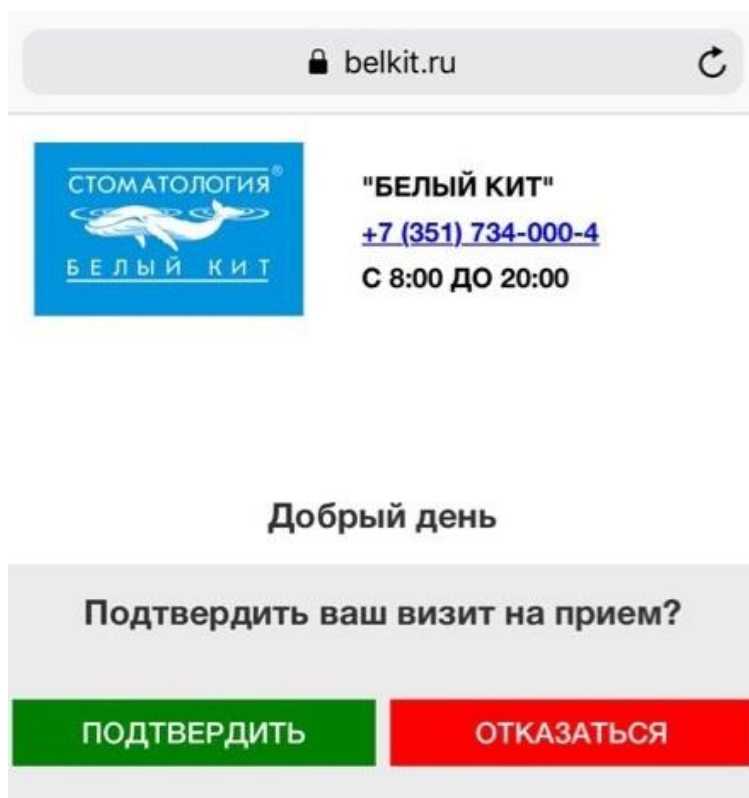 belkit.ru
СТОМАТОЛОГИЯ®
БЕЛЫЙ КИТ
"БЕЛЫЙ КИТ"
+7 (351) 734-000-4
С 8:00 ДО 20:00
Добрый день
Подтвердить ваш визит на прием?
ПОДТВЕРДИТЬ
ОТКАЗАТЬСЯ